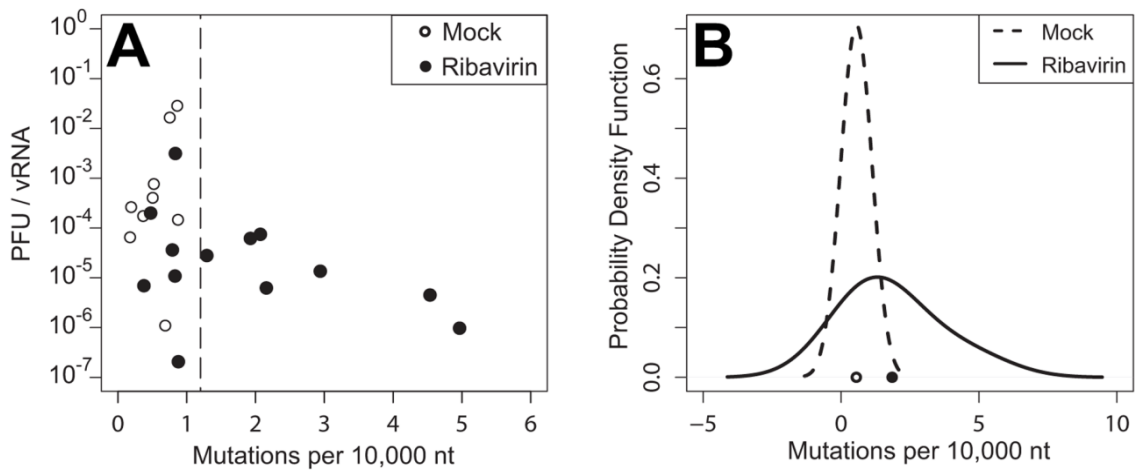 A
Mock
Ribavirin
PFU / vRNA
10^0
10^-1
10^-2
10^-3
10^-4
10^-5
10^-6
10^-7
0 1 2 3 4 5 6
Mutations per 10,000 nt
B
Mock
Ribavirin
Probability Density Function
0.6
0.4
0.2
0.0
−5 0 5 10
Mutations per 10,000 nt